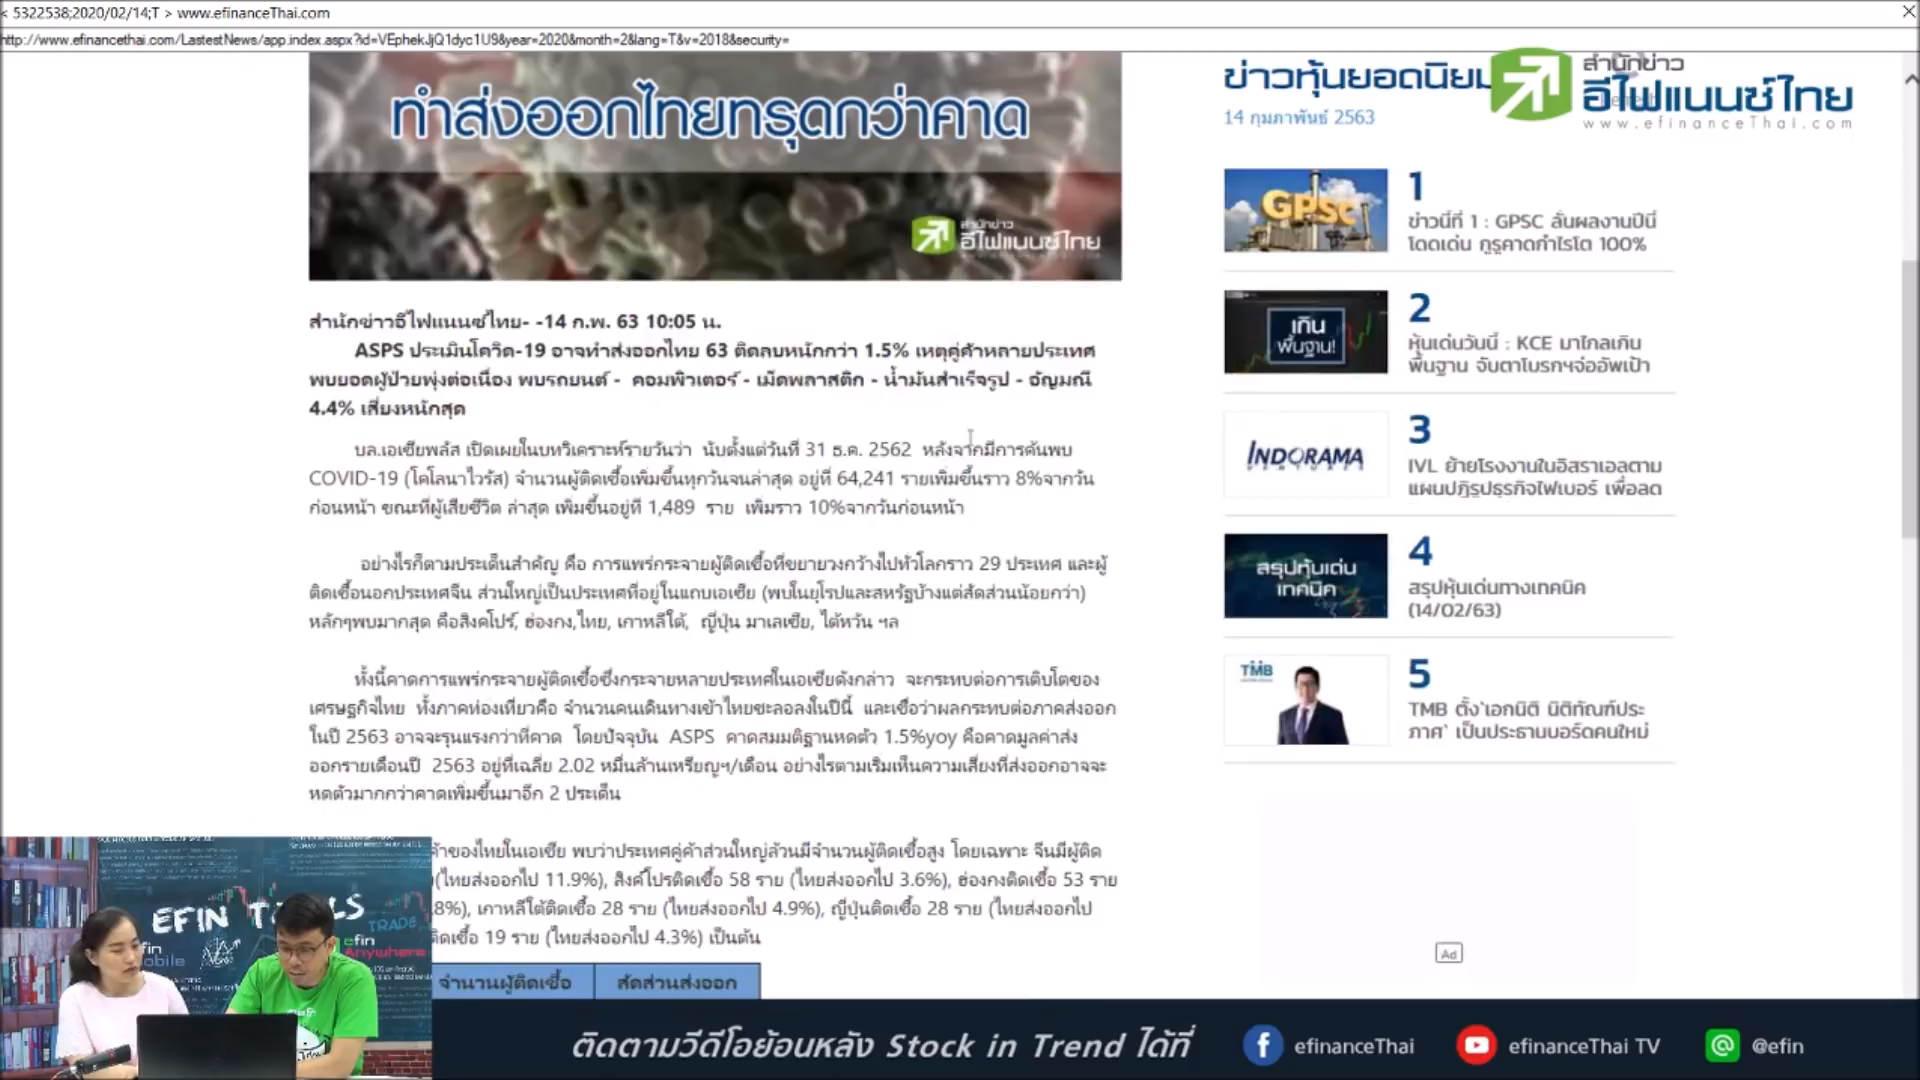 < 5322538;2020/02/14;T > www.efinanceThai.com
http://www.efinancethai.com/LastestNews/app.index.aspx?id=VEphekJjQ1dyc1U9&year=2020&month=2&lang=T&v=2018&security=
ทำส่งออกไทยทรุดกว่าคาด
สำนักข่าว
อีไฟแนนซ์ไทย
สำนักข่าวอีไฟแนนซ์ไทย- -14 ก.พ. 63 10:05 น.
ASPS ประเมินโควิด-19 อาจทำส่งออกไทย 63 ติดลบหนักกว่า 1.5% เหตุคู่ค้าหลายประเทศ
พบยอดผู้ป่วยพุ่งต่อเนื่อง พบรถยนต์ - คอมพิวเตอร์ - เม็ดพลาสติก - น้ำมันสำเร็จรูป - อัญมณี
4.4% เสี่ยงหนักสุด
บล.เอเซียพลัส เปิดเผยในบทวิเคราะห์รายวันว่า นับตั้งแต่วันที่ 31 ธ.ค. 2562 หลังจากมีการค้นพบ
COVID-19 (โคโลนาไวรัส) จำนวนผู้ติดเชื้อเพิ่มขึ้นทุกวันจนล่าสุด อยู่ที่ 64,241 รายเพิ่มขึ้นราว 8%จากวัน
ก่อนหน้า ขณะที่ผู้เสียชีวิต ล่าสุด เพิ่มขึ้นอยู่ที่ 1,489 ราย เพิ่มราว 10%จากวันก่อนหน้า
อย่างไรก็ตามประเด็นสำคัญ คือ การแพร่กระจายผู้ติดเชื้อที่ขยายวงกว้างไปทั่วโลกราว 29 ประเทศ และผู้
ติดเชื้อนอกประเทศจีน ส่วนใหญ่เป็นประเทศที่อยู่ในแถบเอเชีย (พบในยุโรปและสหรัฐบ้างแต่สัดส่วนน้อยกว่า)
หลักๆพบมากสุด คือสิงคโปร์, ฮ่องกง,ไทย, เกาหลีใต้, ญี่ปุ่น มาเลเซีย, ไต้หวัน ฯล
ทั้งนี้คาดการแพร่กระจายผู้ติดเชื้อซึ่งกระจายหลายประเทศในเอเชียดังกล่าว จะกระทบต่อการเติบโตของ
เศรษฐกิจไทย ทั้งภาคท่องเที่ยวคือ จำนวนคนเดินทางเข้าไทยชะลอลงในปีนี้ และเชื่อว่าผลกระทบต่อภาคส่งออก
ในปี 2563 อาจจะรุนแรงกว่าที่คาด โดยปัจจุบัน ASPS คาดสมมติฐานหดตัว 1.5%yoy คือคาดมูลค่าส่ง
ออกรายเดือนปี 2563 อยู่ที่เฉลี่ย 2.02 หมื่นล้านเหรียญฯ/เดือน อย่างไรตามเริ่มเห็นความเสี่ยงที่ส่งออกอาจจะ
หดตัวมากกว่าคาดเพิ่มขึ้นมาอีก 2 ประเด็น
ค้าของไทยในเอเชีย พบว่าประเทศคู่ค้าส่วนใหญ่ล้วนมีจำนวนผู้ติดเชื้อสูง โดยเฉพาะ จีนมีผู้ติด
(ไทยส่งออกไป 11.9%), สิงค์โปรติดเชื้อ 58 ราย (ไทยส่งออกไป 3.6%), ฮ่องกงติดเชื้อ 53 ราย
.8%), เกาหลีใต้ติดเชื้อ 28 ราย (ไทยส่งออกไป 4.9%), ญี่ปุ่นติดเชื้อ 28 ราย (ไทยส่งออกไป
ติดเชื้อ 19 ราย (ไทยส่งออกไป 4.3%) เป็นต้น
จำนวนผู้ติดเชื้อ สัดส่วนส่งออก
ข่าวหุ้นยอดนิยม
14 กุมภาพันธ์ 2563
สำนักข่าว
อีไฟแนนซ์ไทย
www.efinanceThai.com
GPSC
1
ข่าวนี้ที่ 1 : GPSC ลั่นผลงานปีนี้
โดดเด่น กูรูคาดกำไรโต 100%
เกิน
พื้นฐาน!
2
หุ้นเด่นวันนี้ : KCE มาไกลเกิน
พื้นฐาน จับตาโบรกฯจ่ออัพเป้า
INDORAMA
VENTURES
3
IVL ย้ายโรงงานในอิสราเอลตาม
แผนปฏิรูปธุรกิจไฟเบอร์ เพื่อลด
สรุปหุ้นเด่น
เทคนิค
4
สรุปหุ้นเด่นทางเทคนิค
(14/02/63)
TMB
5
TMB ตั้ง`เอกนิติ นิติทัณฑ์ประ
ภาศ` เป็นประธานบอร์ดคนใหม่
Ad
EFIN T LS
TRADE
efin
Anywhere
fin
obile
ติดตามวีดีโอย้อนหลัง Stock in Trend ได้ที่
efinanceThai
efinanceThai TV
@efin